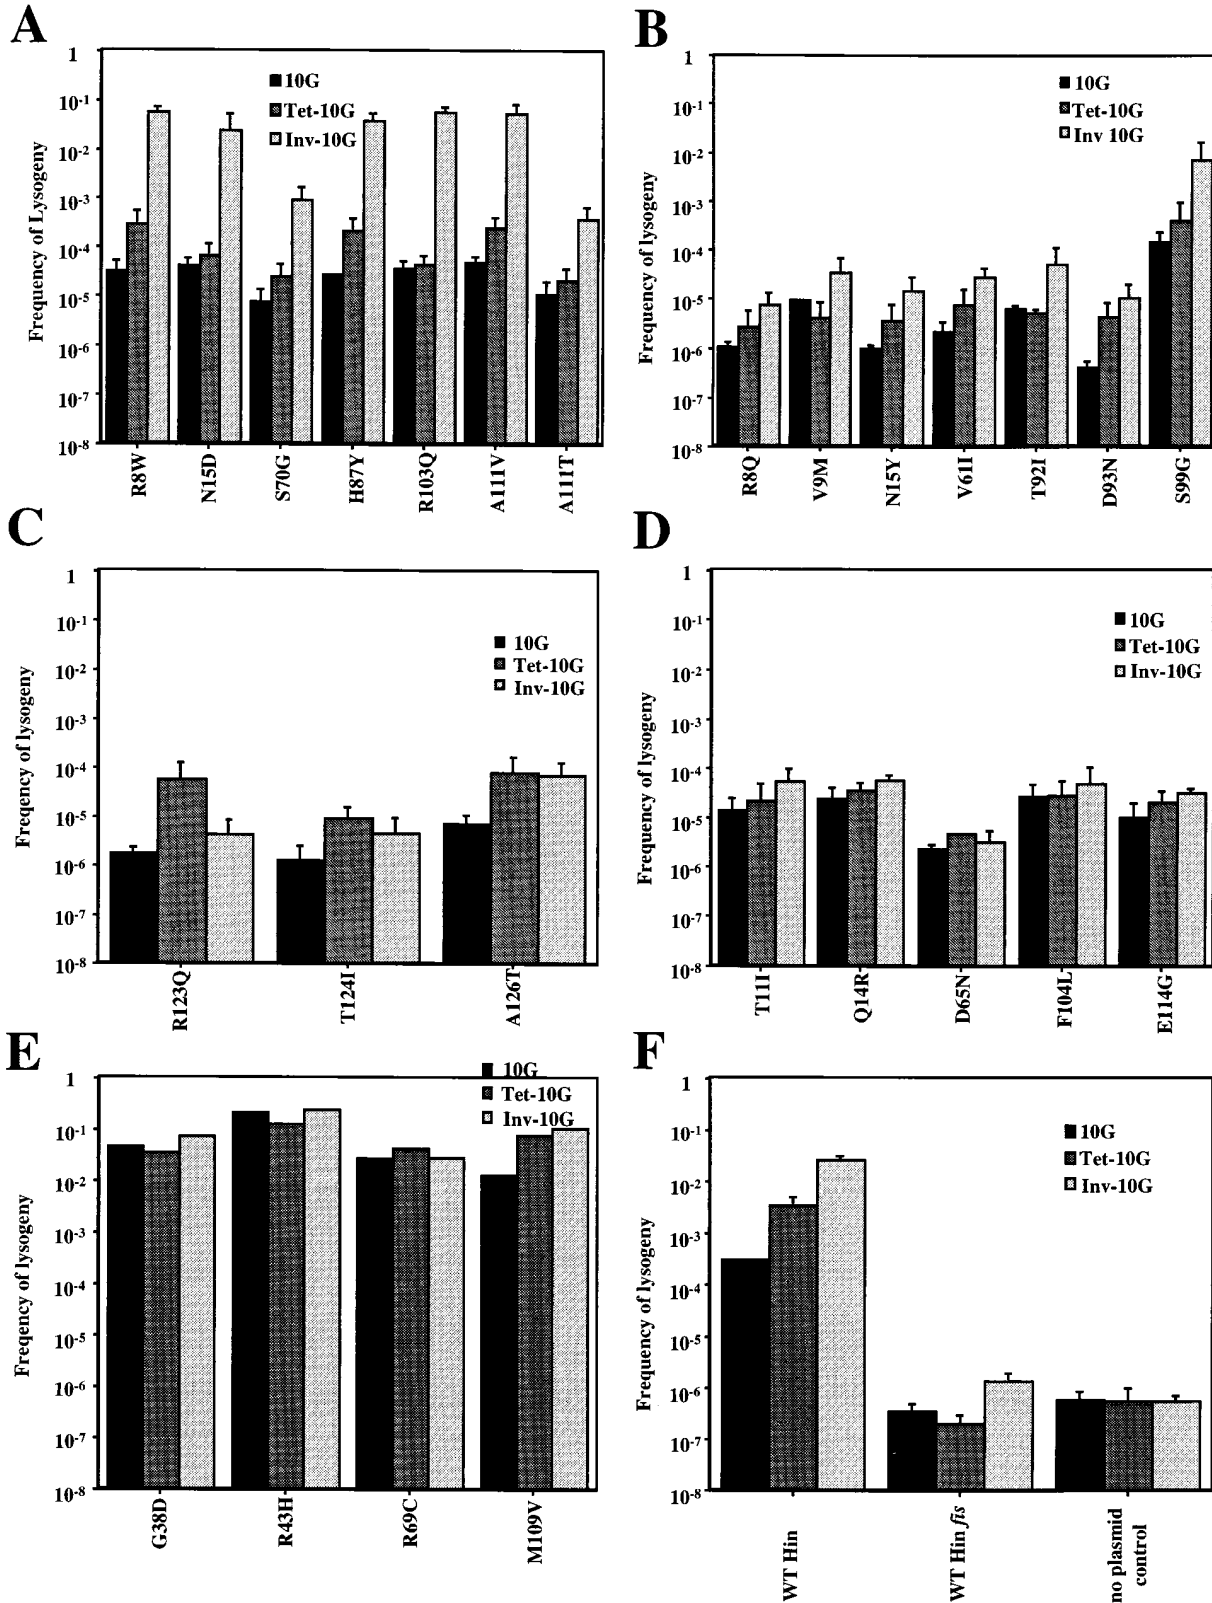 A
Frequency of Lysogeny
1
10-1
10-2
10-3
10-4
10-5
10-6
10-7
10-8
10G
Tet-10G
Inv-10G
R8W
N15D
S70G
H87Y
R103Q
A111V
A111T
B
Frequency of lysogeny
1
10-1
10-2
10-3
10-4
10-5
10-6
10-7
10-8
10G
Tet-10G
Inv 10G
R8Q
V9M
N15Y
V61I
T92I
D93N
S99G
C
Freqency of lysogeny
1
10-1
10-2
10-3
10-4
10-5
10-6
10-7
10-8
10G
Tet-10G
Inv-10G
R123Q
T124I
A126T
D
Frequency of lysogeny
1
10-1
10-2
10-3
10-4
10-5
10-6
10-7
10-8
10G
Tet-10G
Inv-10G
T11I
Q14R
D65N
F104L
E114G
E
Freqency of lysogeny
1
10-1
10-2
10-3
10-4
10-5
10-6
10-7
10-8
10G
Tet-10G
Inv-10G
G38D
R43H
R69C
M109V
F
Frequency of lysogeny
1
10-1
10-2
10-3
10-4
10-5
10-6
10-7
10-8
10G
Tet-10G
Inv-10G
WT Hin
WT Hin fis
no plasmid
control